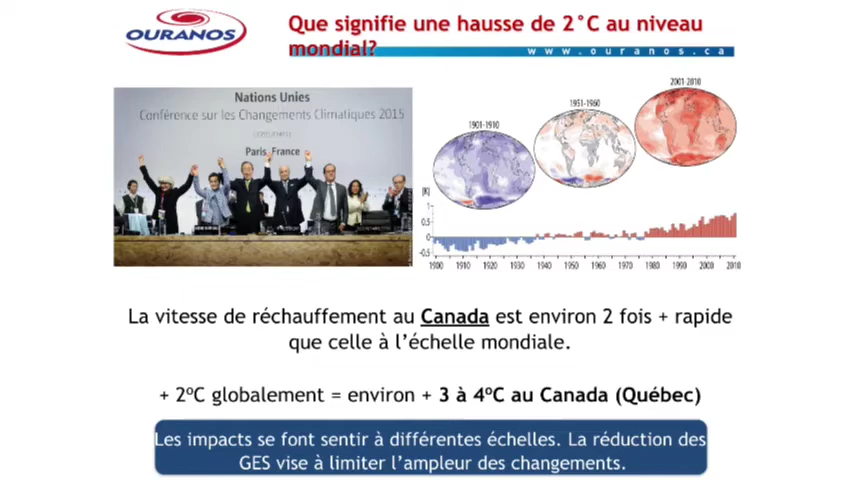 OURANOS
Que signifie une hausse de 2°C au niveau
mondial?
www.ouranos.ca
Nations Unies
Conférence sur les Changements Climatiques 2015
Paris, France
1901-1910
1951-1960
2001-2010
[K]
1
0.5
0
-0.5
1900 1910 1920 1930 1940 1950 1960 1970 1980 1990 2000 2010
La vitesse de réchauffement au Canada est environ 2 fois + rapide
que celle à l'échelle mondiale.
+ 2ºC globalement = environ + 3 à 4ºC au Canada (Québec)
Les impacts se font sentir à différentes échelles. La réduction des
GES vise à limiter l'ampleur des changements.